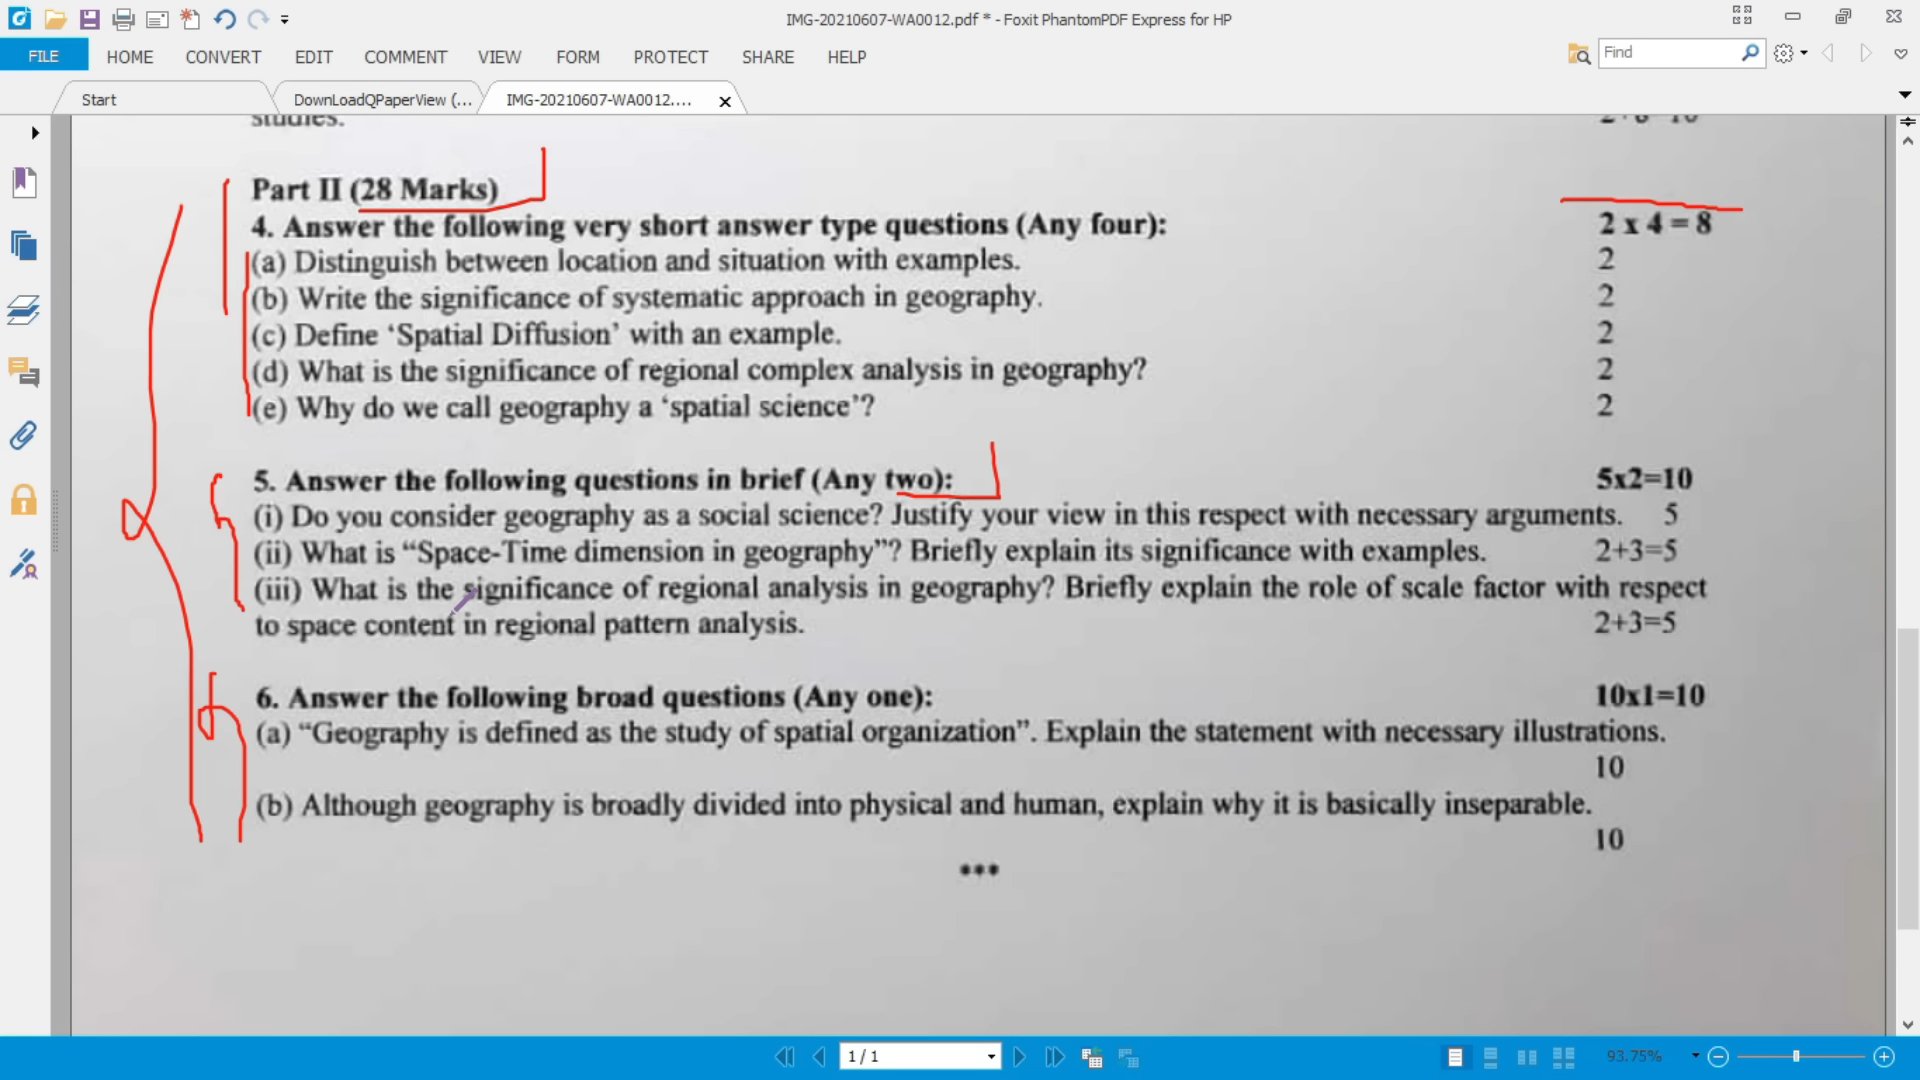 IMG-20210607-WA0012.pdf * - Foxit PhantomPDF Express for HP
FILE HOME CONVERT EDIT COMMENT VIEW FORM PROTECT SHARE HELP Find
Start DownLoadQPaperView (... IMG-20210607-WA0012....
studies.
Part II (28 Marks)
4. Answer the following very short answer type questions (Any four): 2 x 4 = 8
(a) Distinguish between location and situation with examples. 2
(b) Write the significance of systematic approach in geography. 2
(c) Define ‘Spatial Diffusion’ with an example. 2
(d) What is the significance of regional complex analysis in geography? 2
(e) Why do we call geography a ‘spatial science’? 2
5. Answer the following questions in brief (Any two): 5x2=10
(i) Do you consider geography as a social science? Justify your view in this respect with necessary arguments. 5
(ii) What is “Space-Time dimension in geography”? Briefly explain its significance with examples. 2+3=5
(iii) What is the significance of regional analysis in geography? Briefly explain the role of scale factor with respect
to space content in regional pattern analysis. 2+3=5
6. Answer the following broad questions (Any one): 10x1=10
(a) “Geography is defined as the study of spatial organization”. Explain the statement with necessary illustrations.
10
(b) Although geography is broadly divided into physical and human, explain why it is basically inseparable.
10
•••
1 / 1 93.75%